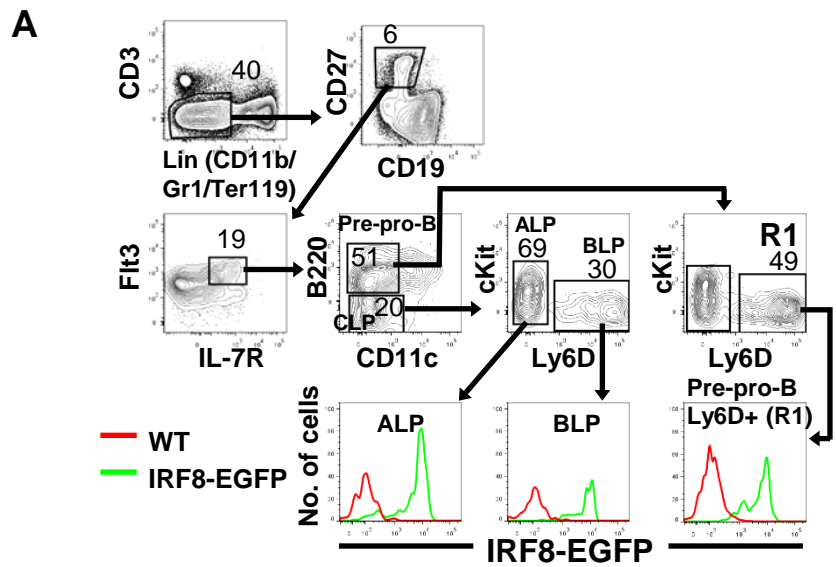 A
CD3
40
Lin (CD11b/
Gr1/Ter119)
CD27
6
CD19
Flt3
19
IL-7R
B220
Pre-pro-B
51
20
CLP
CD11c
cKit
ALP
69
BLP
30
Ly6D
cKit
R1
49
Ly6D
Pre-pro-B
Ly6D+ (R1)
WT
IRF8-EGFP
No. of cells
ALP
BLP
IRF8-EGFP